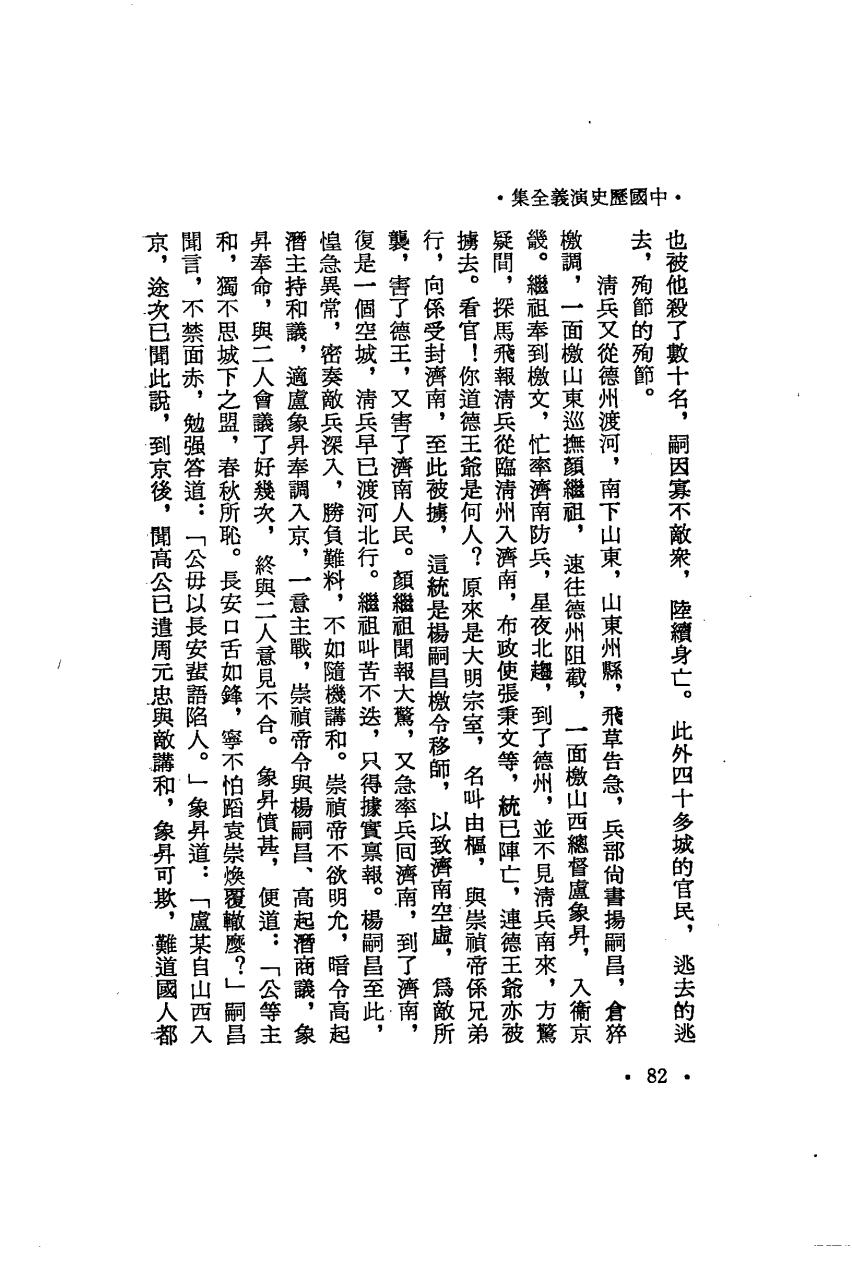 ・中國歷史演義全集・
也被他殺了數十名，嗣因寡不敵衆，陸續身亡。此外四十多城的官民，逃去的逃
去，殉節的殉節。
清兵又從德州渡河，南下山東，山東州縣，飛草告急，兵部尚書揚嗣昌，倉猝
檄調，一面檄山東巡撫顏繼祖，速往德州阻截，一面檄山西總督盧象昇，入衞京
畿。繼祖奉到檄文，忙率濟南防兵，星夜北趨，到了德州，並不見清兵南來，方驚
疑間，探馬飛報清兵從臨清州入濟南，布政使張秉文等，統已陣亡，連德王爺亦被
擄去。看官！你道德王爺是何人？原來是大明宗室，名叫由樞，與崇禎帝係兄弟
行，向係受封濟南，至此被擄，這統是楊嗣昌檄令移師，以致濟南空虛，爲敵所
襲，害了德王，又害了濟南人民。顏繼祖聞報大驚，又急率兵囘濟南，到了濟南，
復是一個空城，清兵早已渡河北行。繼祖叫苦不迭，只得據實禀報。楊嗣昌至此，
惶急異常，密奏敵兵深入，勝負難料，不如隨機講和。崇禎帝不欲明允，暗令高起
潛主持和議，適盧象昇奉調入京，一意主戰，崇禎帝令與楊嗣昌、高起潛商議，象
昇奉命，與二人會議了好幾次，終與二人意見不合。象昇憤甚，便道：「公等主
和，獨不思城下之盟，春秋所恥。長安口舌如鋒，寧不怕蹈袁崇煥覆轍麼？」嗣昌
聞言，不禁面赤，勉强答道：「公毋以長安蜚語陷人。」象昇道：「盧某自山西入
京，途次已聞此說，到京後，聞高公已遣周元忠與敵講和，象昇可欺，難道國人都
・82・